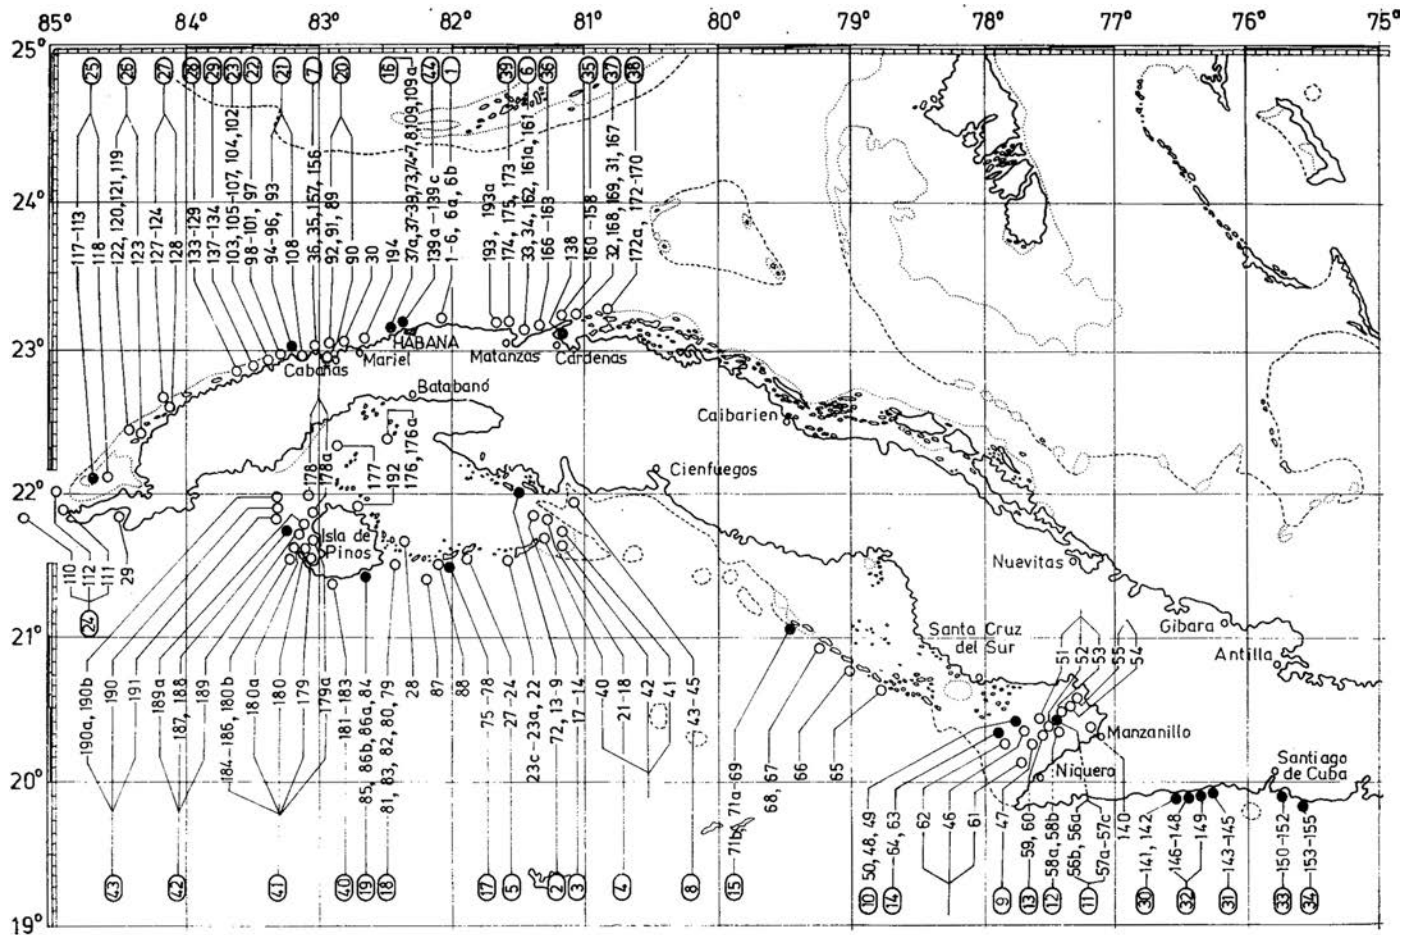 85° 84° 83° 82° 81° 80° 79° 78° 77° 76° 75°
25°
24°
23°
22°
21°
20°
19°
25 26 27 28 29 23 22 21 7 20 16 44 1 39 6 36 35 37 38
117-113
118
122, 120, 121, 119
123
127-124
128
133-129
137-134
103, 105-107, 104, 102
98-101, 97
94-96, 93
108
36, 35, 157, 156
92, 91, 89
90
30
194
37a, 37-39, 73, 74-7, 8, 109, 109a
139a-139c
1-6, 6a, 6b
193, 193a
174, 175, 173
33, 34, 162, 161a, 161
166-163
138
160-158
32, 168, 169, 31, 167
172a, 172-170
HABANA
Mariel
Cabañas
Matanzas
Cárdenas
Batabanó
Caibarien
Cienfuegos
Isla de
Pinos
Nuevitas
Gibara
Antilla
Santa Cruz
del Sur
Manzanillo
Niquero
Santiago
de Cuba
178
178a
177
192
176, 176a
110
112
111
29
24
190a, 190b
190
191
189a
187, 188
189
184-186, 180b
180a
180
179
179a
181-183
85, 86b, 86a, 84
81, 83, 82, 80, 79
28
87
88
75-78
27-24
23c-23a, 22
72, 13-9
17-14
40
21-18
42
41
43-45
71b, 71a-69
68, 67
66
65
50, 48, 49
64, 63
62
46
61
47
59, 60
58a, 58b
56b, 56a
57a-57c
140
51
52
53
55
54
141, 142
146-148
149
143-145
150-152
153-155
43 42 41 40 19 18 17 5 2 3 4 8 15 10 14 9 13 12 11 30 32 31 33 34